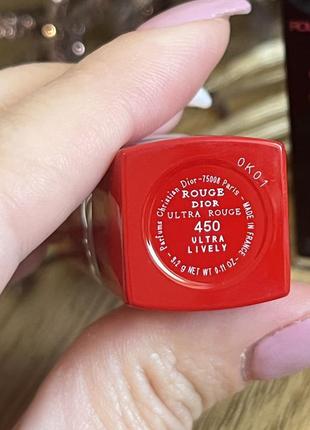 OK01
Parfums Christian Dior-75008 Paris-
ROUGE
DIOR
ULTRA ROUGE
450
ULTRA
LIVELY
MADE IN FRANCE
-3,2 g NET WT 0.11 OZ-